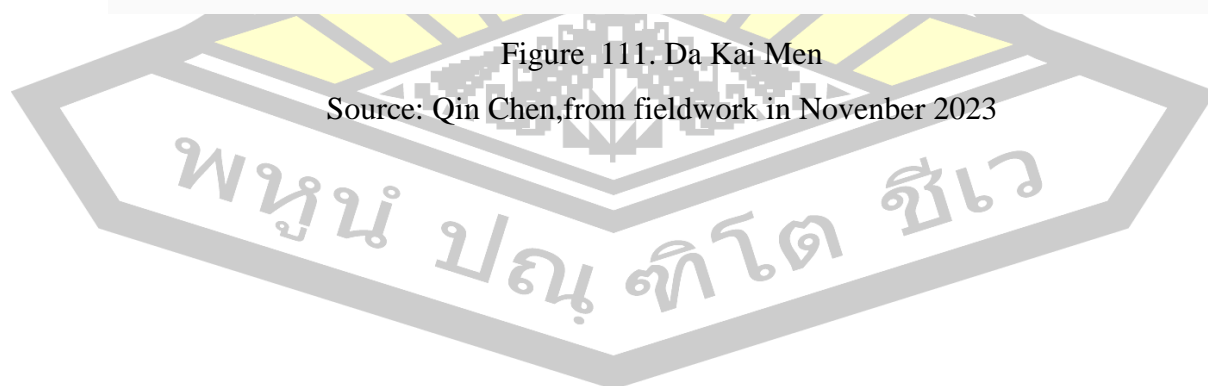 Figure 111. Da Kai Men
Source: Qin Chen,from fieldwork in Novenber 2023
พหูนํ ปณฺฑิโต ชีเว